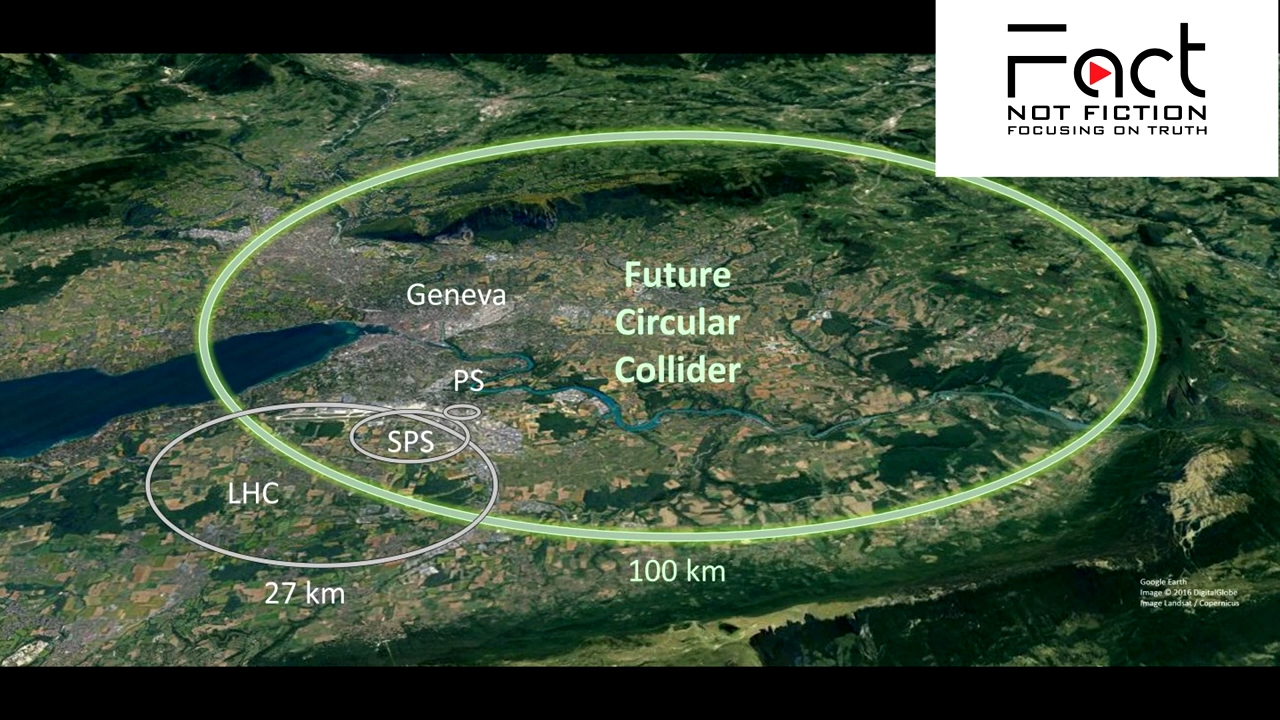 Fact
NOT FICTION
FOCUSING ON TRUTH
Geneva
Future
Circular
Collider
PS
SPS
LHC
27 km
100 km
Google Earth
Image © 2016 DigitalGlobe
Image Landsat / Copernicus